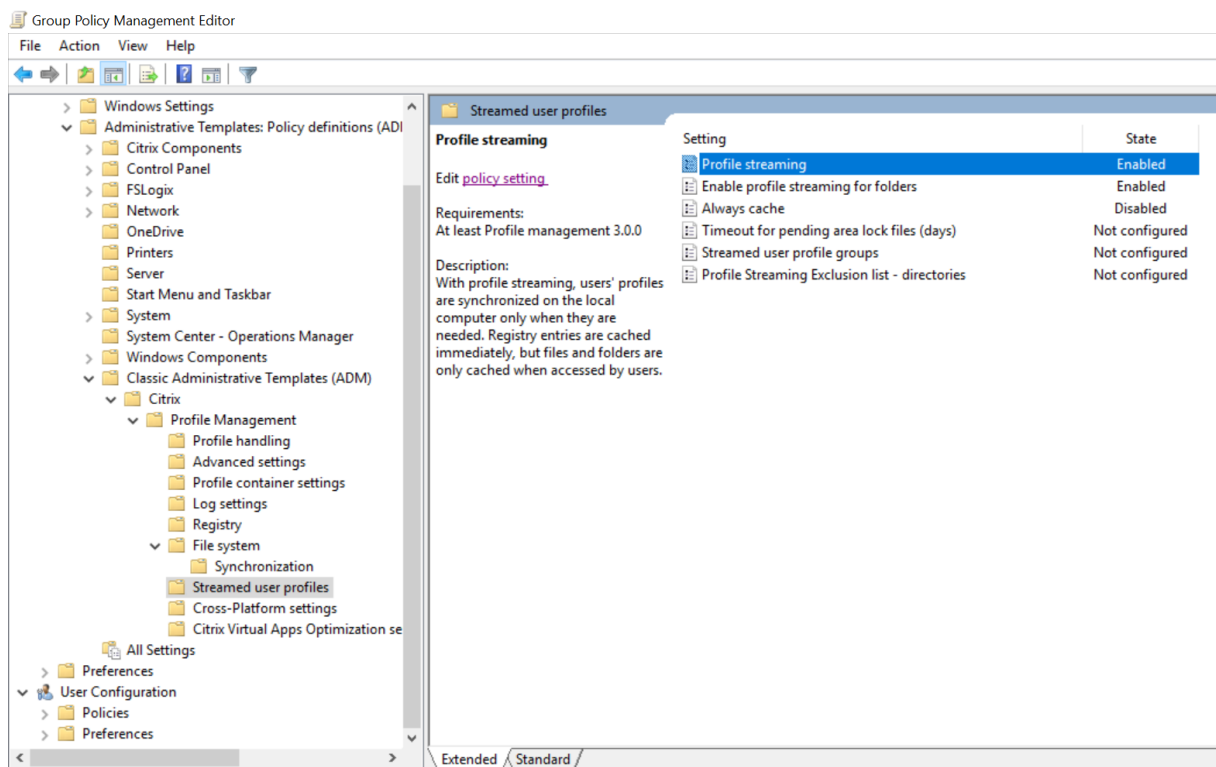 Group Policy Management Editor
File Action View Help
Windows Settings
Administrative Templates: Policy definitions (ADI
Citrix Components
Control Panel
FSLogix
Network
OneDrive
Printers
Server
Start Menu and Taskbar
System
System Center - Operations Manager
Windows Components
Classic Administrative Templates (ADM)
Citrix
Profile Management
Profile handling
Advanced settings
Profile container settings
Log settings
Registry
File system
Synchronization
Streamed user profiles
Cross-Platform settings
Citrix Virtual Apps Optimization se
All Settings
Preferences
User Configuration
Policies
Preferences
Streamed user profiles
Profile streaming
Edit policy setting
Requirements:
At least Profile management 3.0.0
Description:
With profile streaming, users' profiles
are synchronized on the local
computer only when they are
needed. Registry entries are cached
immediately, but files and folders are
only cached when accessed by users.
Setting State
Profile streaming Enabled
Enable profile streaming for folders Enabled
Always cache Disabled
Timeout for pending area lock files (days) Not configured
Streamed user profile groups Not configured
Profile Streaming Exclusion list - directories Not configured
Extended Standard